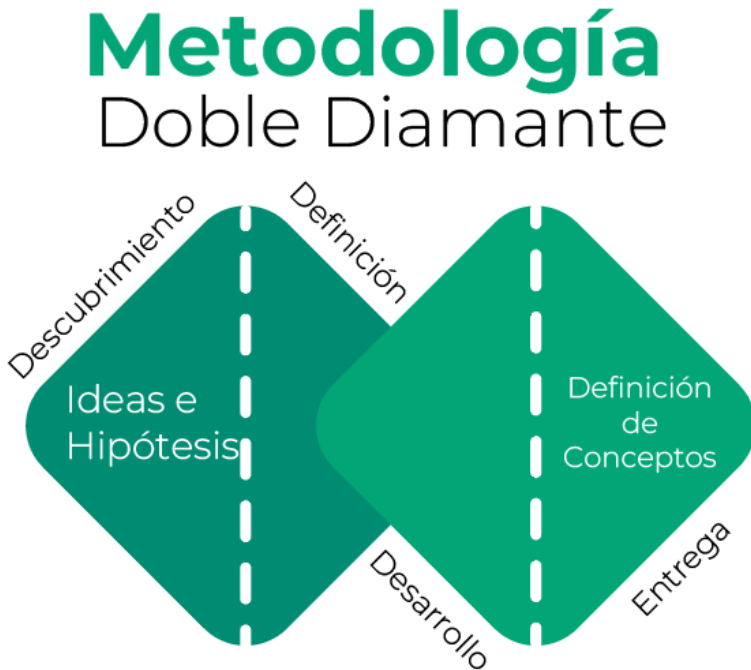 Metodología
Doble Diamante
Descubrimiento
Definición
Ideas e
Hipótesis
Definición
de
Conceptos
Desarrollo
Entrega